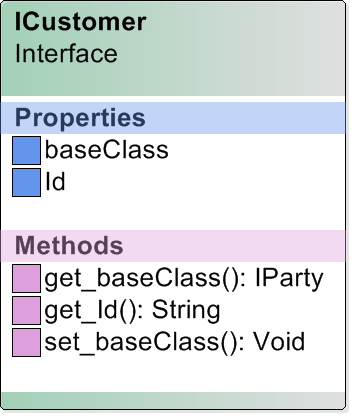 ICustomer
Interface
Properties
baseClass
Id
Methods
get_baseClass(): IParty
get_Id(): String
set_baseClass(): Void